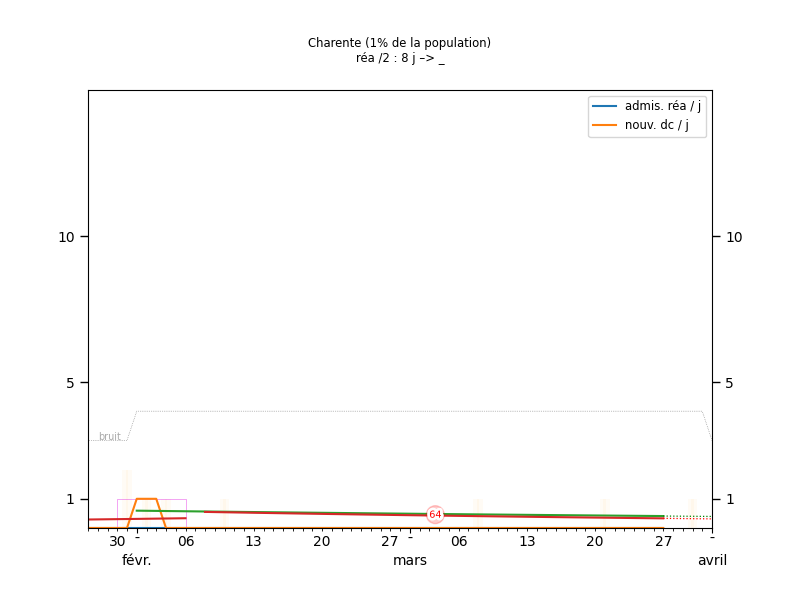 Charente (1% de la population)
réa /2 : 8 j –> _
admis. réa / j
nouv. dc / j
10 10
5 5
bruit
1 1
64
30 - 06 13 20 27 - 06 13 20 27 -
févr. mars avril